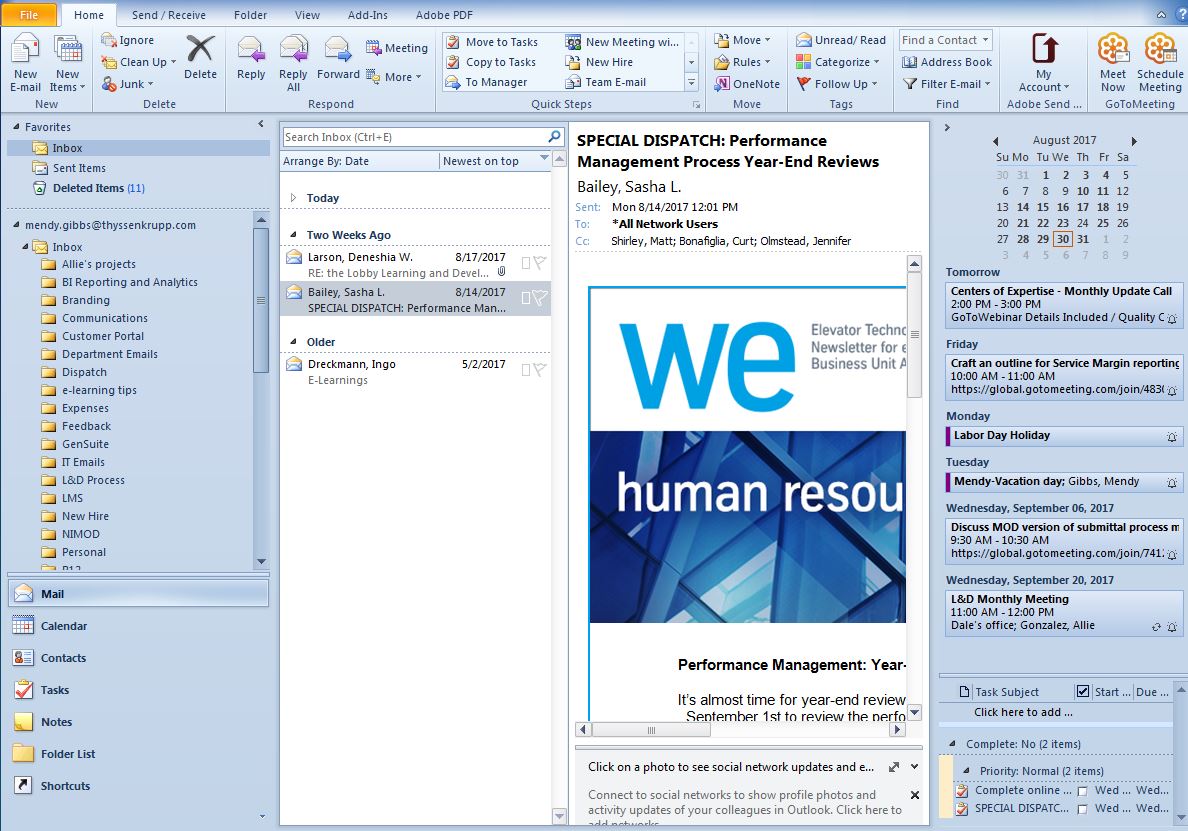 File Home Send / Receive Folder View Add-Ins Adobe PDF
New E-mail
New Items
New
Ignore
Clean Up
Junk
Delete
Delete
Reply
Reply All
Forward
Meeting
More
Respond
Move to Tasks
Copy to Tasks
To Manager
New Meeting wi...
New Hire
Team E-mail
Quick Steps
Move
Rules
OneNote
Move
Unread/ Read
Categorize
Follow Up
Tags
Find a Contact
Address Book
Filter E-mail
Find
My Account
Adobe Send ...
Meet Now
Schedule Meeting
GoToMeeting
Favorites
Inbox
Sent Items
Deleted Items (11)
mendy.gibbs@thyssenkrupp.com
Inbox
Allie's projects
BI Reporting and Analytics
Branding
Communications
Customer Portal
Department Emails
Dispatch
e-learning tips
Expenses
Feedback
GenSuite
IT Emails
L&D Process
LMS
New Hire
NIMOD
Personal
Mail
Calendar
Contacts
Tasks
Notes
Folder List
Shortcuts
Search Inbox (Ctrl+E)
Arrange By: Date Newest on top
Today
Two Weeks Ago
Larson, Deneshia W. 8/17/2017
RE: the Lobby Learning and Devel...
Bailey, Sasha L. 8/14/2017
SPECIAL DISPATCH: Performance Man...
Older
Dreckmann, Ingo 5/2/2017
E-Learnings
SPECIAL DISPATCH: Performance
Management Process Year-End Reviews
Bailey, Sasha L.
Sent: Mon 8/14/2017 12:01 PM
To: *All Network Users
Cc: Shirley, Matt; Bonafiglia, Curt; Olmstead, Jennifer
we
Elevator Techno
Newsletter for e
Business Unit A
human resou
Performance Management: Year-
It's almost time for year-end review
September 1st to review the perfo
Click on a photo to see social network updates and e...
Connect to social networks to show profile photos and
activity updates of your colleagues in Outlook. Click here to
add networks.
August 2017
Su Mo Tu We Th Fr Sa
30 31 1 2 3 4 5
6 7 8 9 10 11 12
13 14 15 16 17 18 19
20 21 22 23 24 25 26
27 28 29 30 31 1 2
3 4 5 6 7 8 9
Tomorrow
Centers of Expertise - Monthly Update Call
2:00 PM - 3:00 PM
GoToWebinar Details Included / Quality C
Friday
Craft an outline for Service Margin reporting
10:00 AM - 11:00 AM
https://global.gotomeeting.com/join/483
Monday
Labor Day Holiday
Tuesday
Mendy-Vacation day; Gibbs, Mendy
Wednesday, September 06, 2017
Discuss MOD version of submittal process m
9:30 AM - 10:30 AM
https://global.gotomeeting.com/join/741
Wednesday, September 20, 2017
L&D Monthly Meeting
11:00 AM - 12:00 PM
Dale's office; Gonzalez, Allie
Task Subject Start ... Due ...
Click here to add ...
Complete: No (2 items)
Priority: Normal (2 items)
Complete online ... Wed ... Wed...
SPECIAL DISPATC... Wed ... Wed...